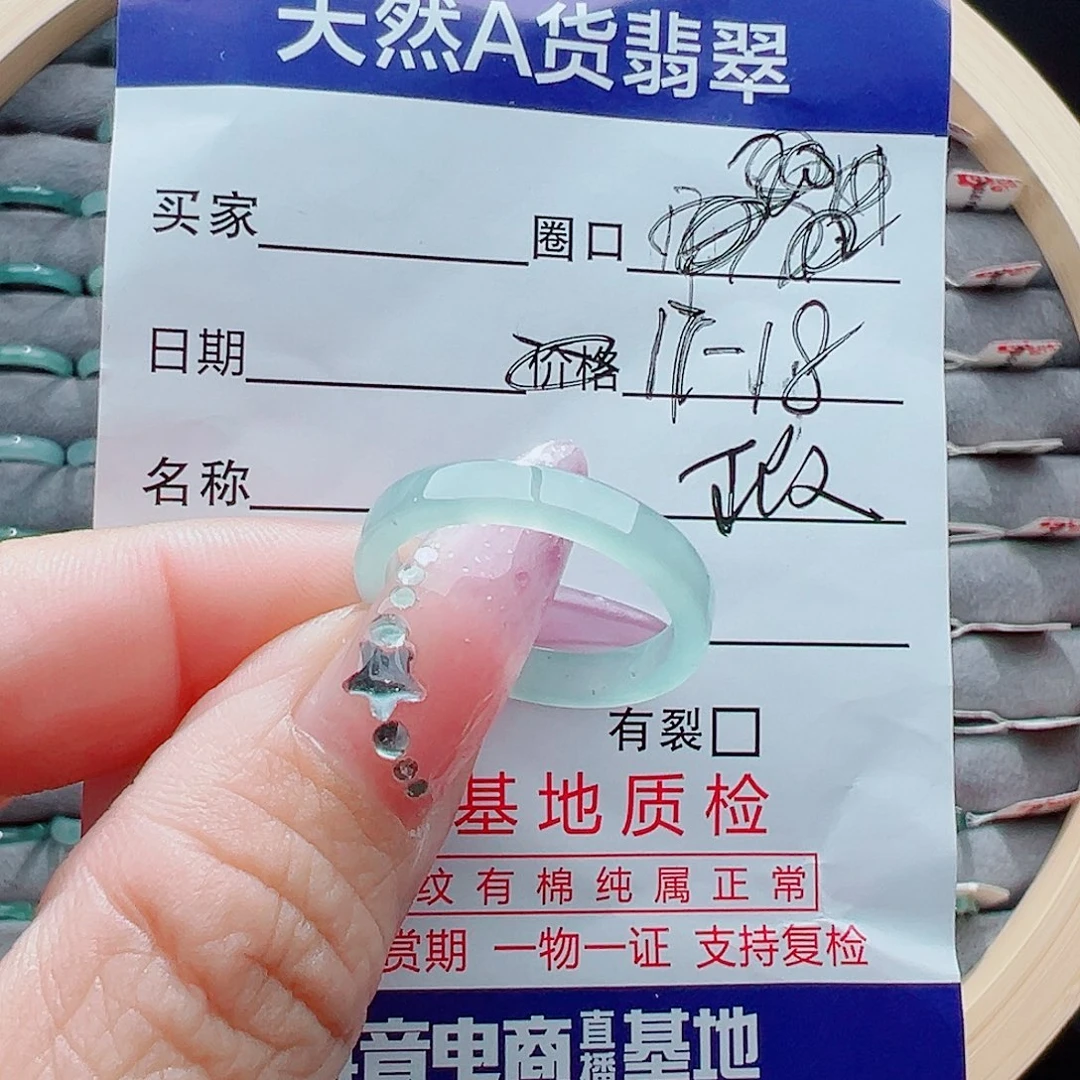 天然A货翡翠
买家 圈口
日期 价格 17-18
名称
有裂
基地质检
纹有棉纯属正常
赏期 一物一证 支持复检
音电商直播基地